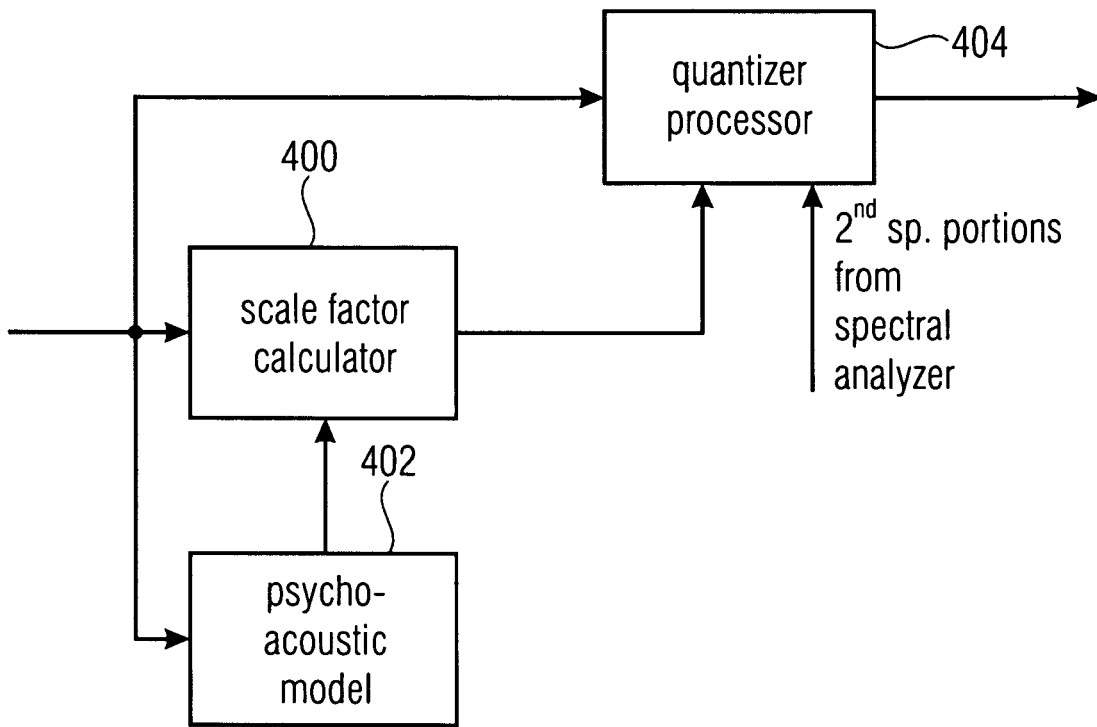 404
quantizer
processor
400
2nd sp. portions
from
spectral
analyzer
scale factor
calculator
402
psycho-
acoustic
model